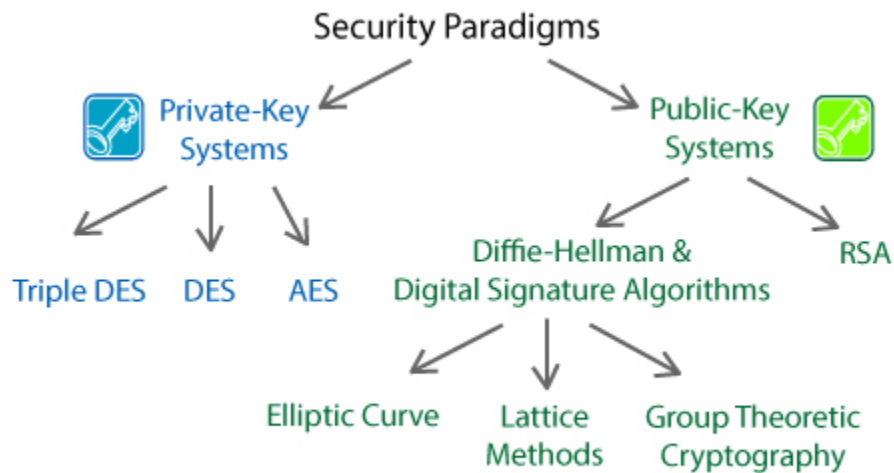 Security Paradigms
Private-Key
Systems
Public-Key
Systems
Triple DES
DES
AES
Diffie-Hellman &
Digital Signature Algorithms
RSA
Elliptic Curve
Lattice
Methods
Group Theoretic
Cryptography